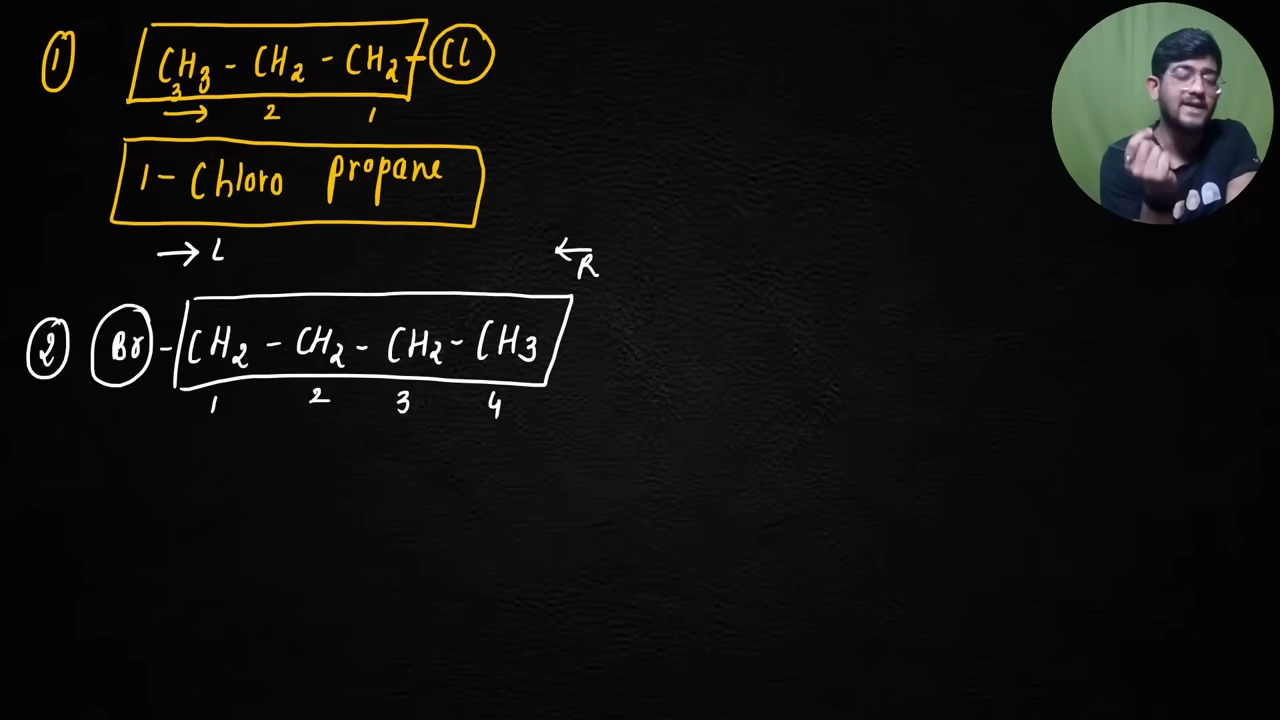 ① CH3 - CH2 - CH2 - Cl
3 2 1
1- Chloro propane
→ L ← R
② Br - CH2 - CH2 - CH2 - CH3
1 2 3 4